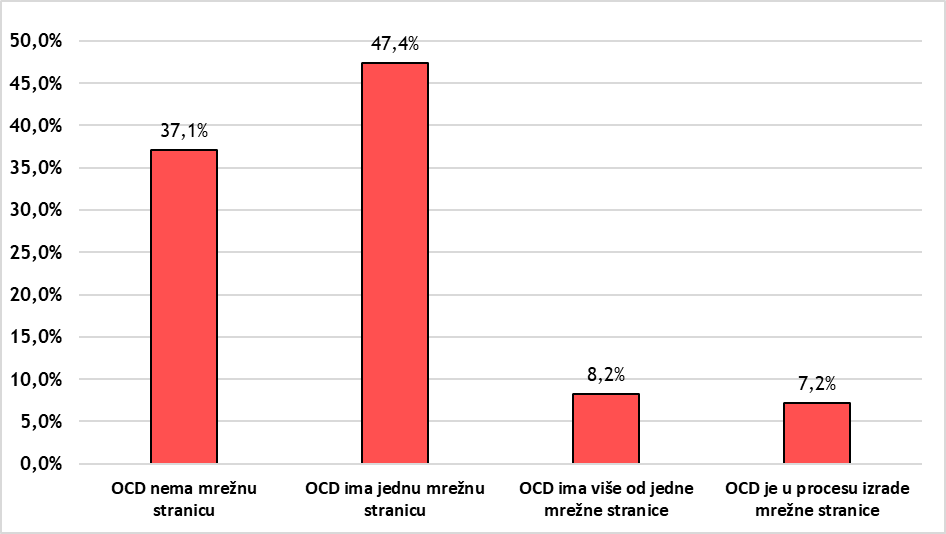 50,0%
45,0%
40,0%
35,0%
30,0%
25,0%
20,0%
15,0%
10,0%
5,0%
0,0%
37,1%
47,4%
8,2%
7,2%
OCD nema mrežnu
stranicu
OCD ima jednu mrežnu
stranicu
OCD ima više od jedne
mrežne stranice
OCD je u procesu izrade
mrežne stranice